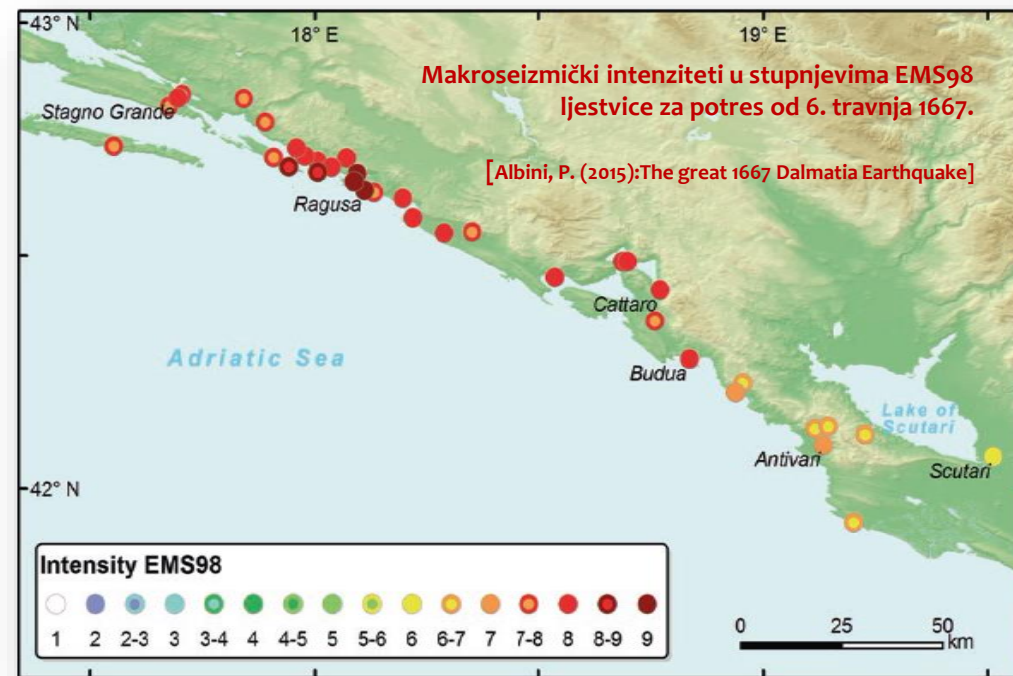 43° N
18° E
19° E
Makroseizmički intenziteti u stupnjevima EMS98
ljestvice za potres od 6. travnja 1667.
[Albini, P. (2015):The great 1667 Dalmatia Earthquake]
Stagno Grande
Ragusa
Cattaro
Adriatic Sea
Budua
Lake of
Scutari
Antivari
Scutari
42° N
Intensity EMS98
1 2 2-3 3 3-4 4 4-5 5 5-6 6 6-7 7 7-8 8 8-9 9
0 25 50
km